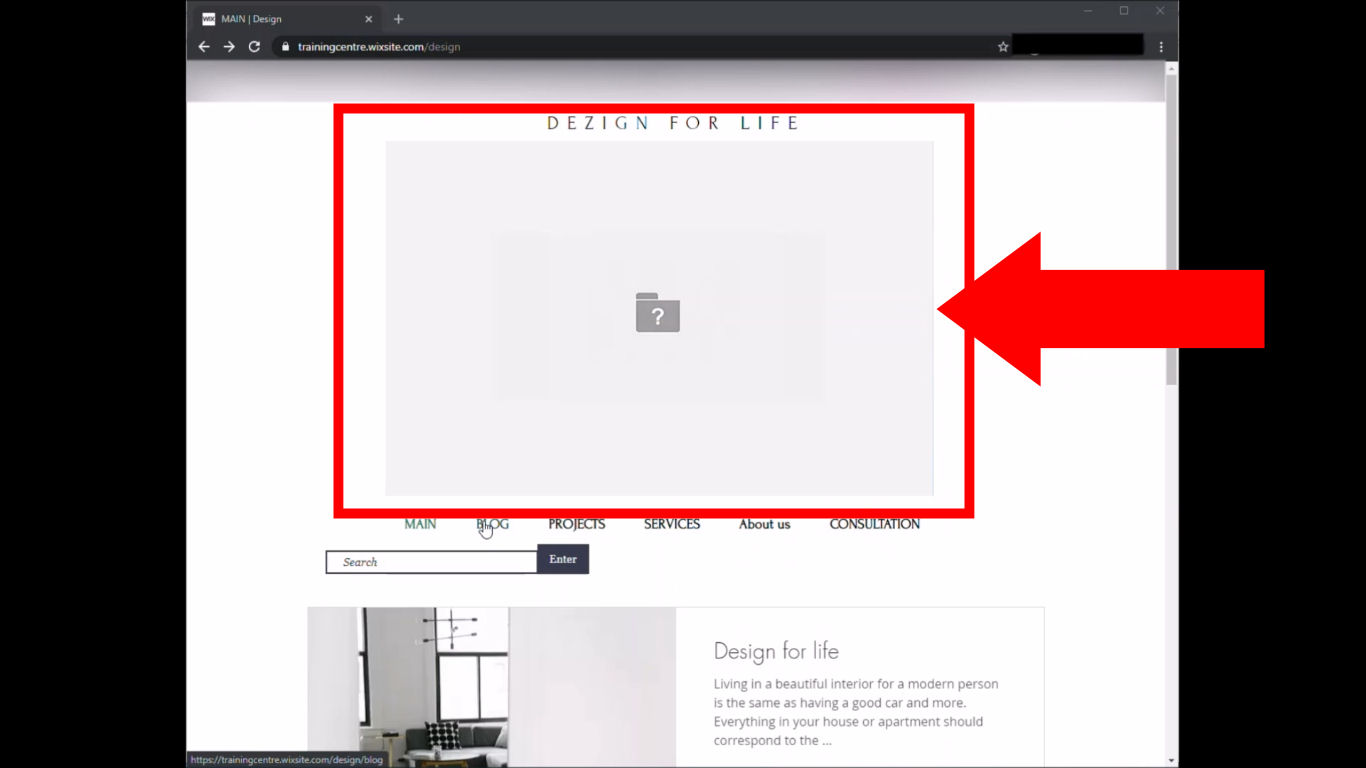 WiX MAIN | Design
trainingcentre.wixsite.com/design
DEZIGN FOR LIFE
?
MAIN BLOG PROJECTS SERVICES About us CONSULTATION
Search Enter
Design for life
Living in a beautiful interior for a modern person
is the same as having a good car and more.
Everything in your house or apartment should
correspond to the ...
https://trainingcentre.wixsite.com/design/blog